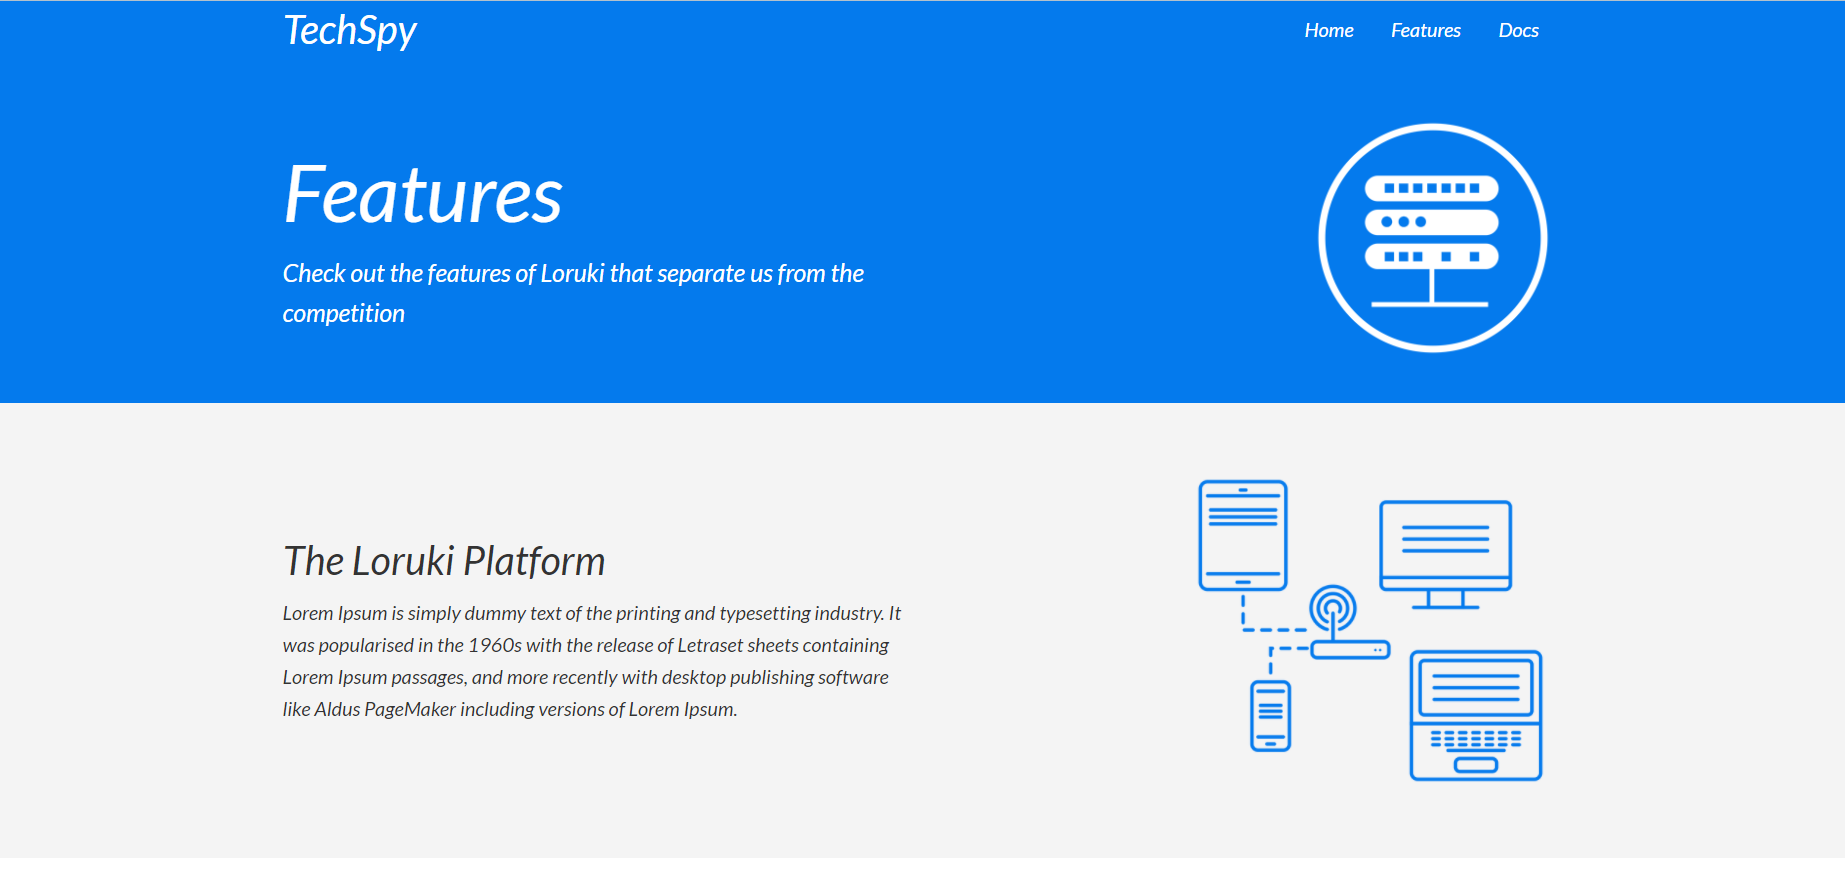 TechSpy
Home Features Docs
Features
Check out the features of Loruki that separate us from the
competition
The Loruki Platform
Lorem Ipsum is simply dummy text of the printing and typesetting industry. It
was popularised in the 1960s with the release of Letraset sheets containing
Lorem Ipsum passages, and more recently with desktop publishing software
like Aldus PageMaker including versions of Lorem Ipsum.